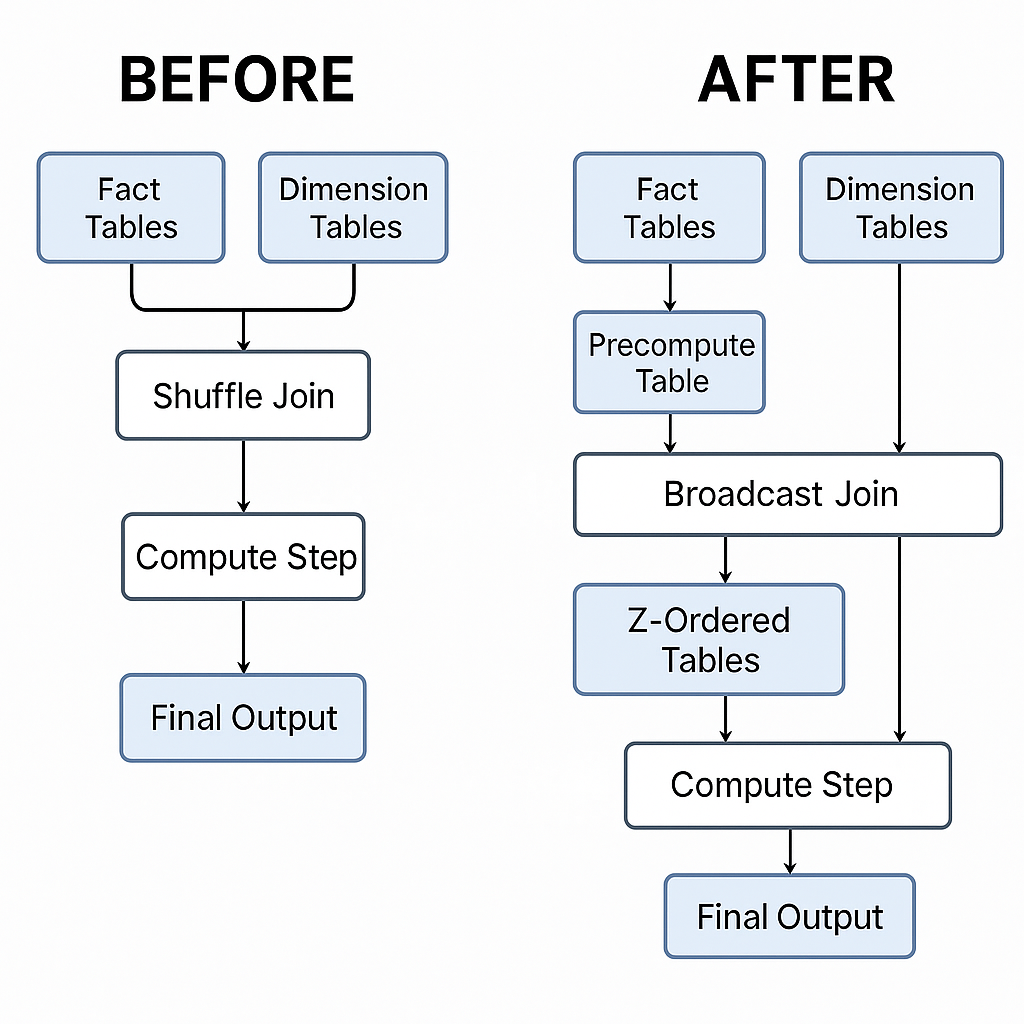 BEFORE
Fact
Tables
Dimension
Tables
Shuffle Join
Compute Step
Final Output
AFTER
Fact
Tables
Dimension
Tables
Precompute
Table
Broadcast Join
Z-Ordered
Tables
Compute Step
Final Output